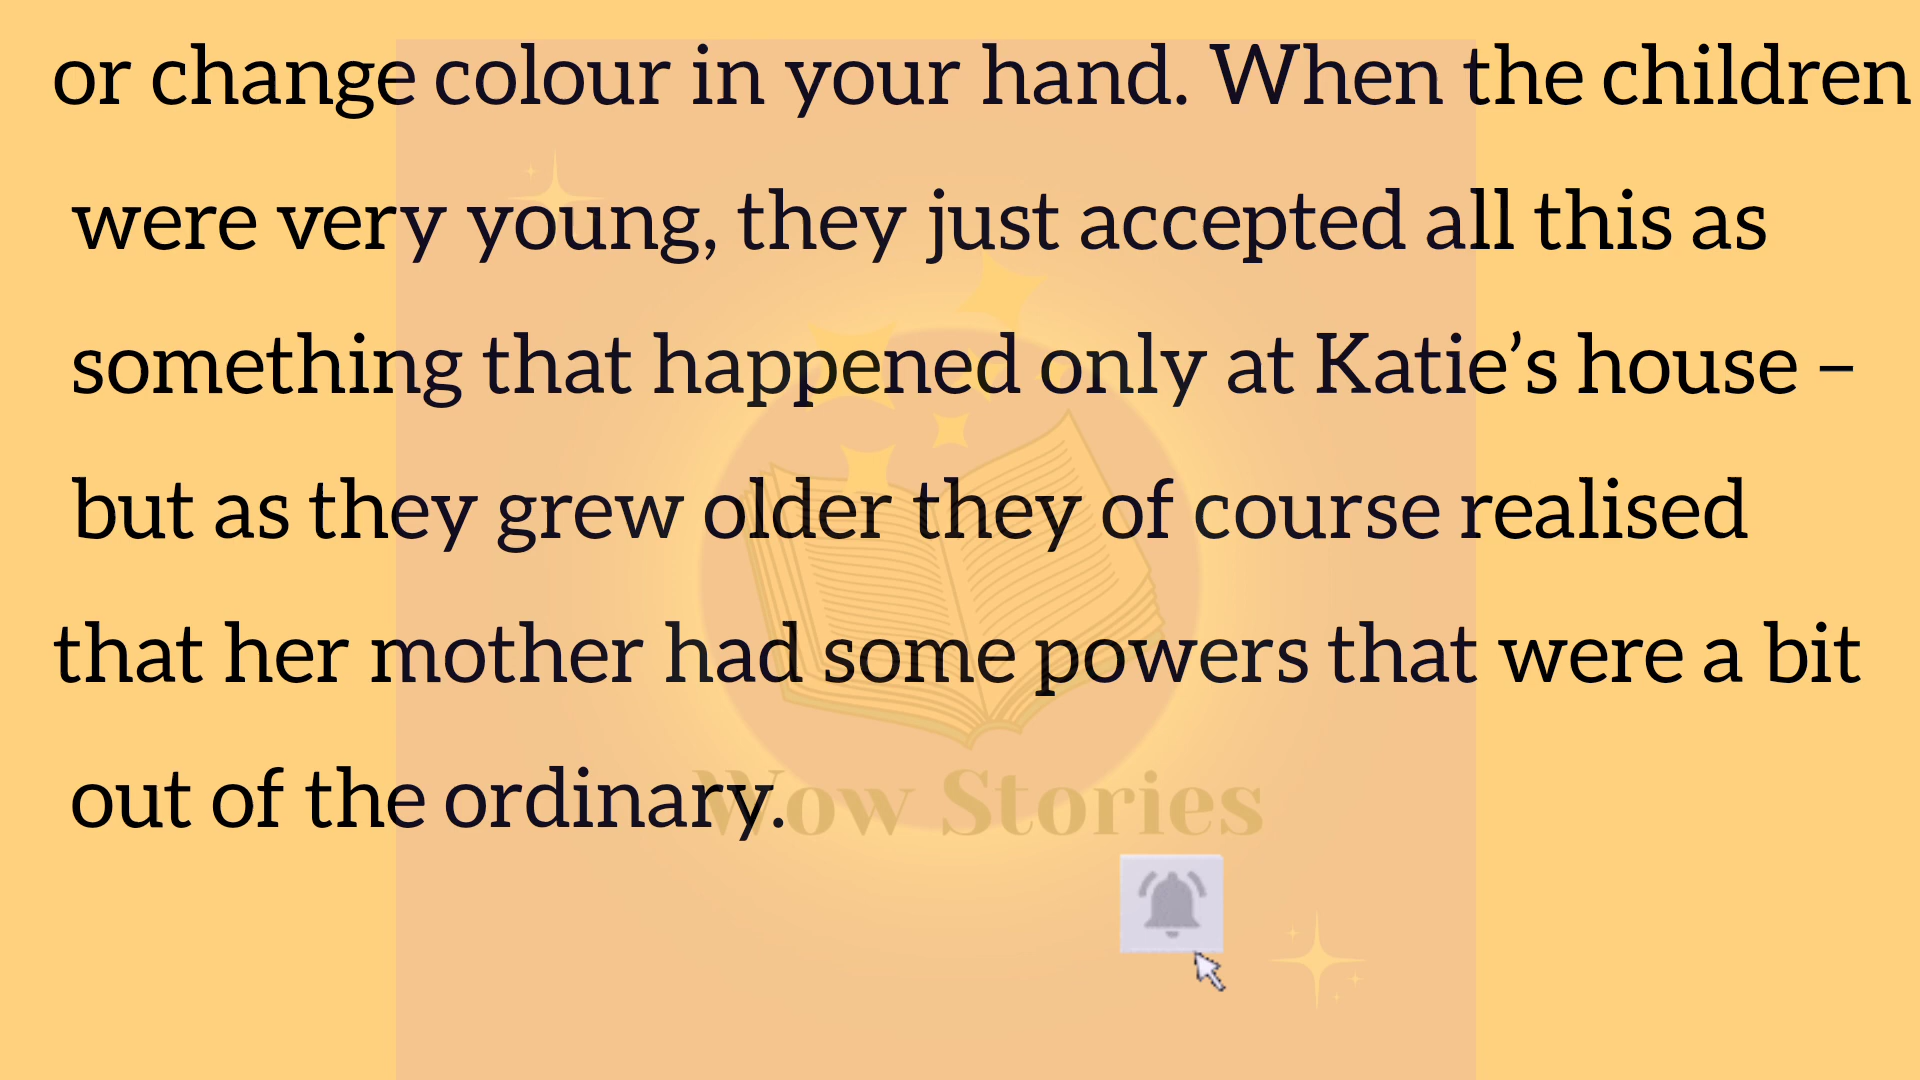 or change colour in your hand. When the children
were very young, they just accepted all this as
something that happened only at Katie’s house –
but as they grew older they of course realised
that her mother had some powers that were a bit
out of the ordinary.
Wow Stories